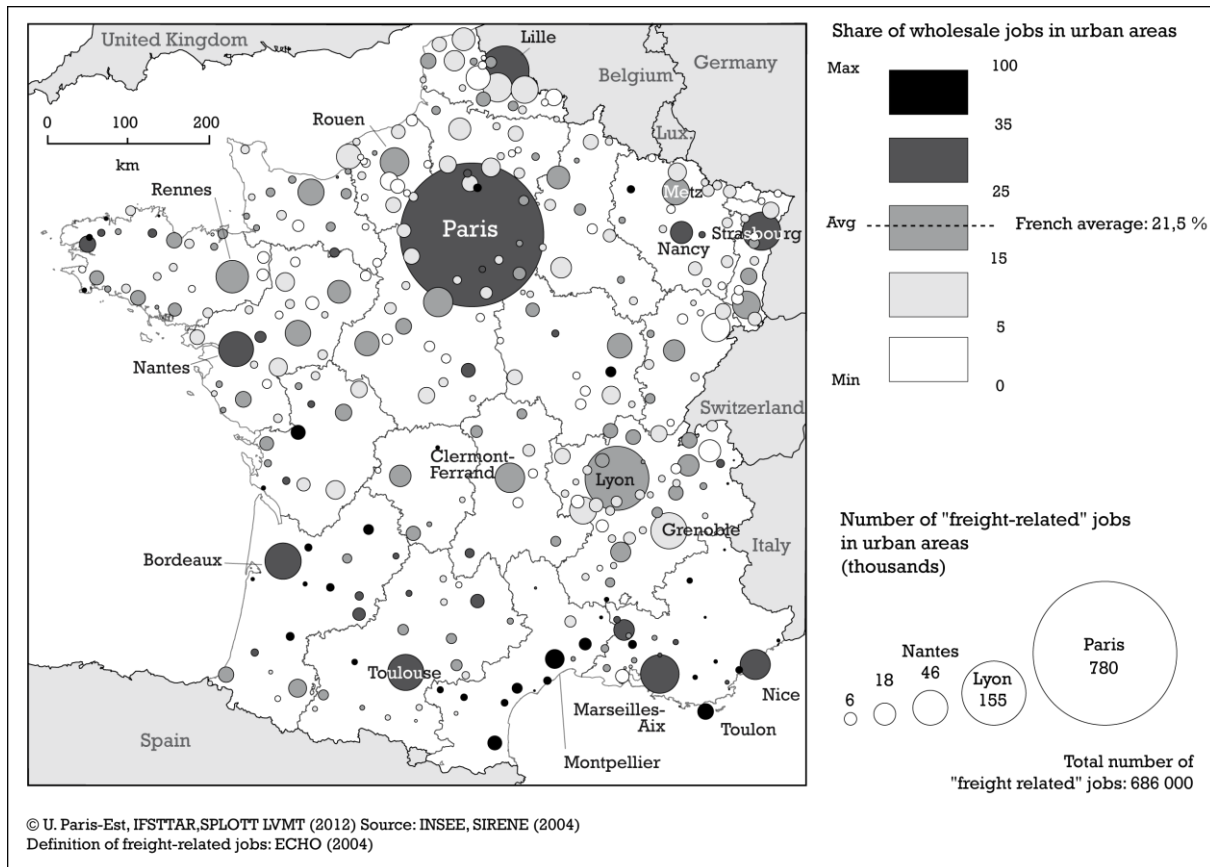 United Kingdom
Lille
Belgium
Germany
Lux.
0 100 200
km
Rouen
Rennes
Metz
Paris
Nancy
Strasbourg
Nantes
Switzerland
Clermont-
Ferrand
Lyon
Grenoble
Italy
Bordeaux
Toulouse
Nice
Marseilles-
Aix
Toulon
Montpellier
Spain
Share of wholesale jobs in urban areas
Max
100
35
25
Avg
French average: 21,5 %
15
5
Min
0
Number of "freight-related" jobs
in urban areas
(thousands)
6
18
Nantes
46
Lyon
155
Paris
780
Total number of
"freight related" jobs: 686 000
© U. Paris-Est, IFSTTAR,SPLOTT LVMT (2012) Source: INSEE, SIRENE (2004)
Definition of freight-related jobs: ECHO (2004)